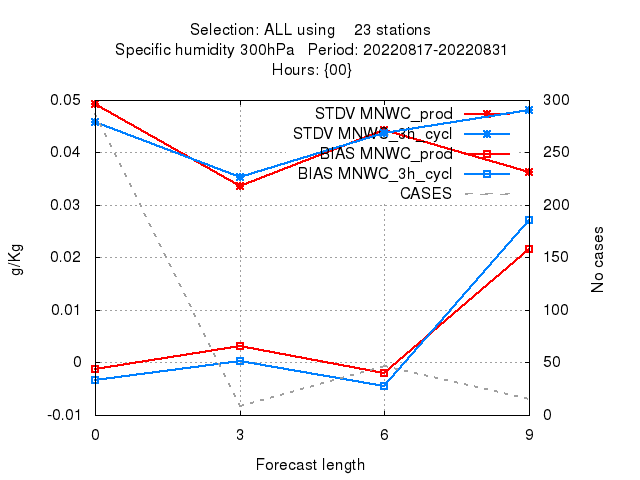 Selection: ALL using    23 stations
Specific humidity 300hPa   Period: 20220817-20220831
Hours: {00}
STDV MNWC_prod
STDV MNWC_3h_cycl
BIAS MNWC_prod
BIAS MNWC_3h_cycl
CASES
0.05
0.04
0.03
0.02
0.01
0
-0.01
g/Kg
300
250
200
150
100
50
0
No cases
0
3
6
9
Forecast length